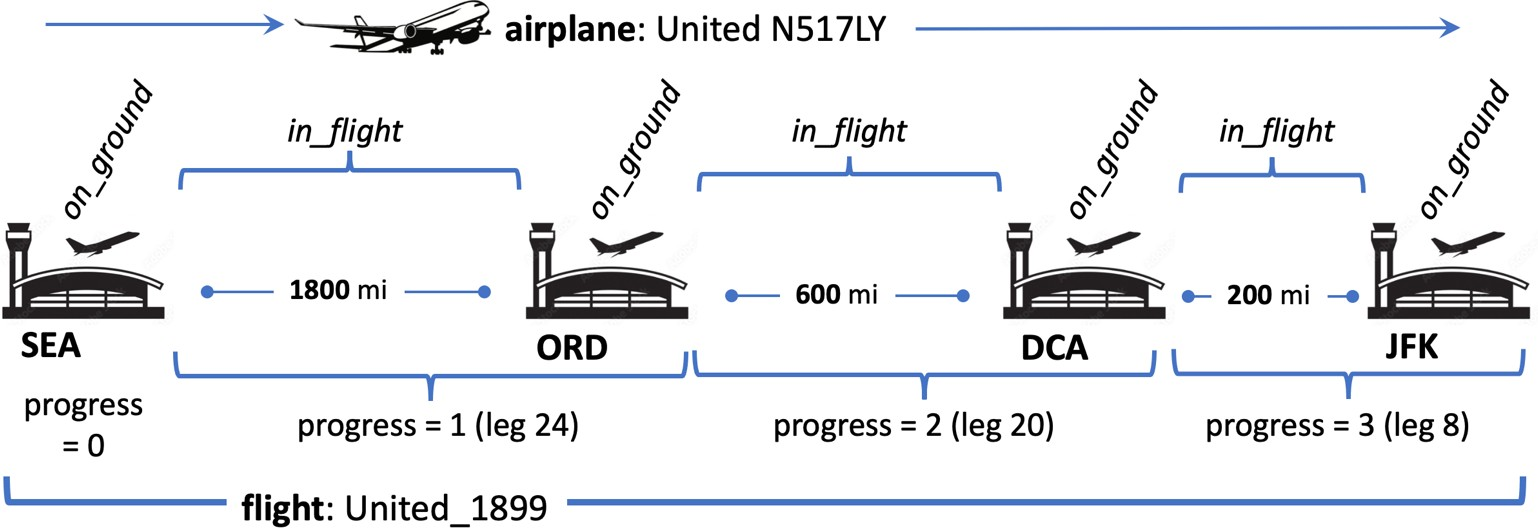 airplane: United N517LY
on_ground
in_flight
on_ground
in_flight
on_ground
in_flight
on_ground
1800 mi
600 mi
200 mi
SEA
ORD
DCA
JFK
progress
= 0
progress = 1 (leg 24)
progress = 2 (leg 20)
progress = 3 (leg 8)
flight: United_1899